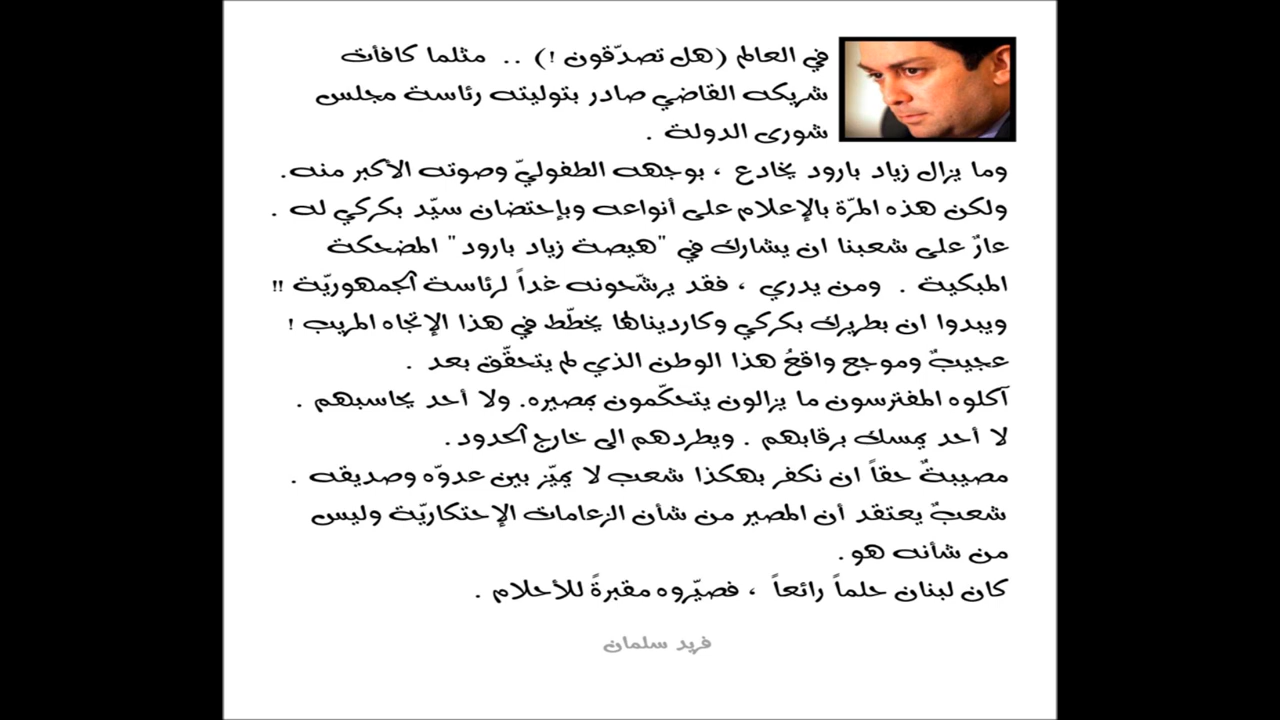 في العالم (هل تصدّقون !) .. مثلما كافأت
شريكه القاضي صادر بتوليته رئاسة مجلس
شورى الدولة .
وما يزال زياد بارود يخادع ، بوجهه الطفوليّ وصوته الأكبر منه.
ولكن هذه المرّة بالإعلام على أنواعه وبإحتضان سيّد بكركي له .
عارٌ على شعبنا ان يشارك في "هيصة زياد بارود" المضحكة
المبكية . ومن يدري ، فقد يرشّحونه غداً لرئاسة الجمهوريّة !!
ويبدوا ان بطريرك بكركي وكارديناها يخطّط في هذا الإتجاه المريب !
عجيبٌ وموجع واقعُ هذا الوطن الذي لم يتحقّق بعد .
آكلوه المفترسون ما يزالون يتحكّمون بمصيره. ولا أحد يحاسبهم .
لا أحد يمسك برقابهم . ويطردهم الى خارج الحدود.
مصيبةٌ حقاً ان نكفر بهكذا شعب لا يميّز بين عدوّه وصديقه .
شعبٌ يعتقد أن المصير من شأن الزعامات الإحتكاريّة وليس
من شأنه هو.
كان لبنان حلماً رائعاً ، فصيّروه مقبرةً للأحلام .
فريد سلمان